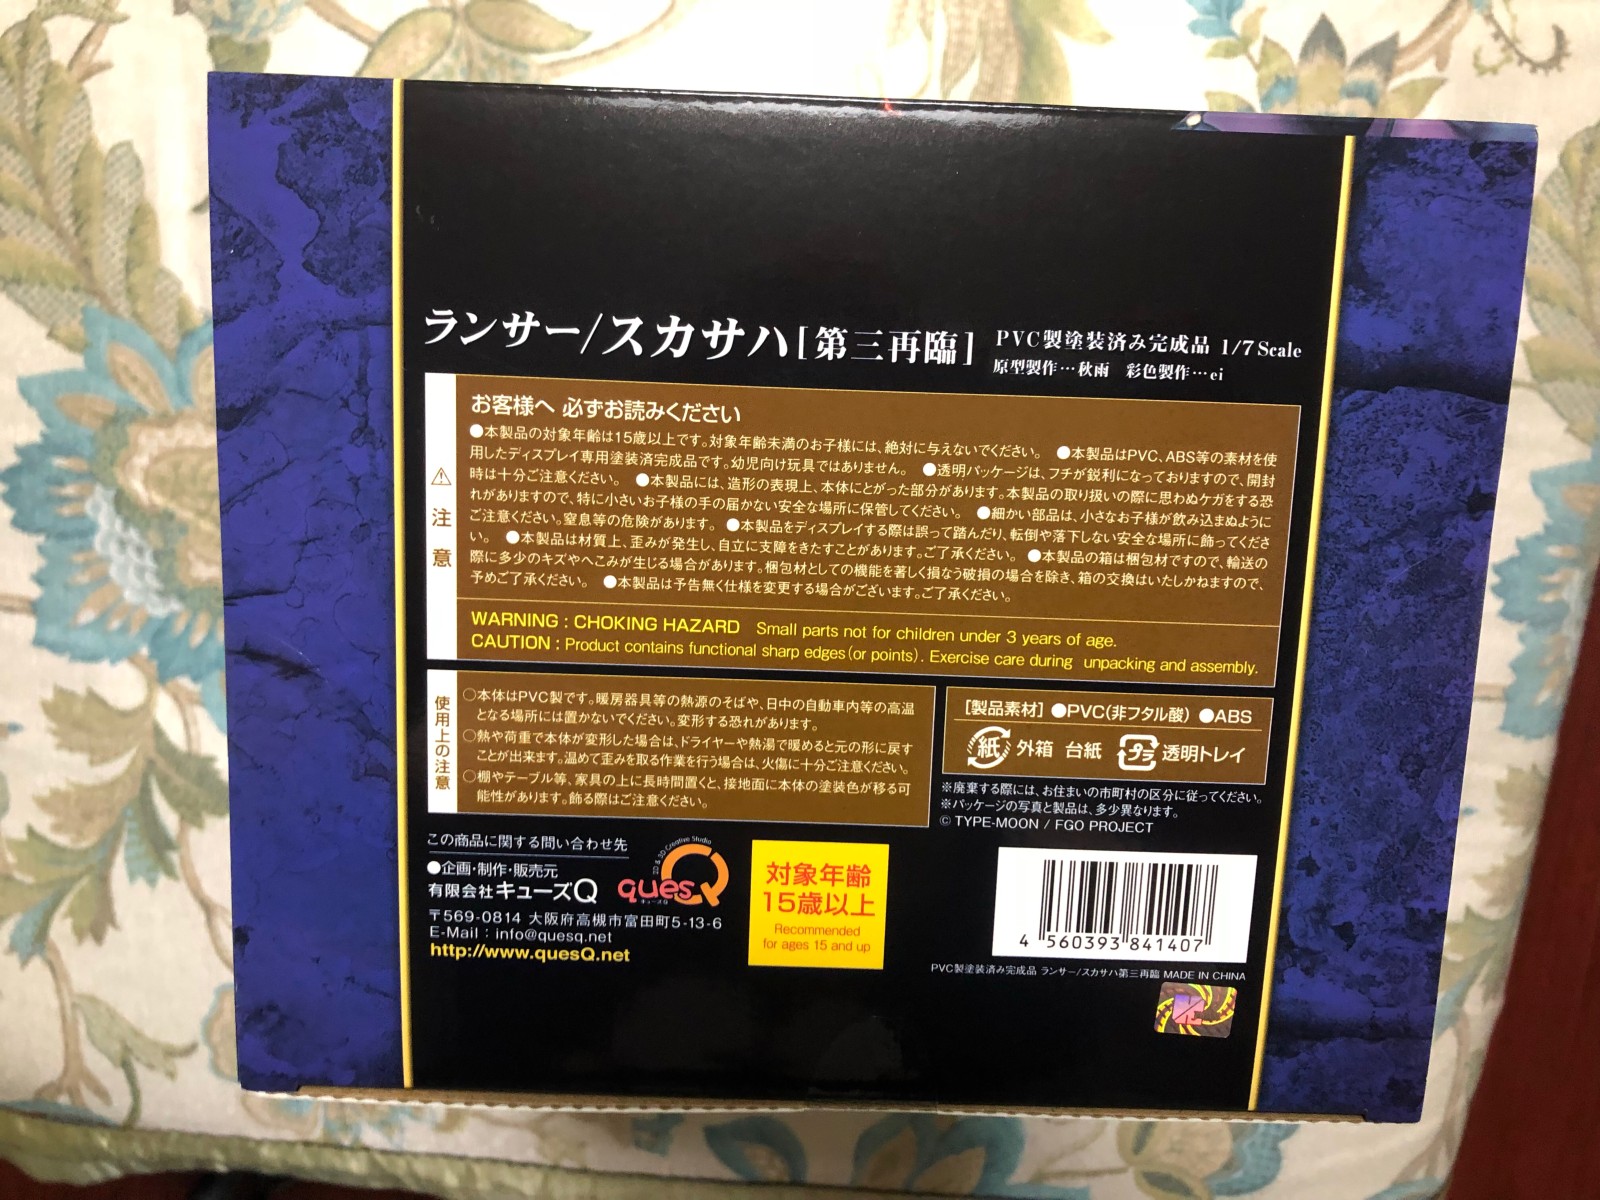 ランサー/スカサハ[第三再臨]
PVC製塗装済み完成品 1/7 Scale
原型製作…秋雨 彩色製作…ei
⚠注意
お客様へ 必ずお読みください
●本製品の対象年齢は15歳以上です。対象年齢未満のお子様には、絶対に与えないでください。 ●本製品はPVC、ABS等の素材を使
用したディスプレイ専用塗装済完成品です。幼児向け玩具ではありません。 ●透明パッケージは、フチが鋭利になっておりますので、開封
時は十分ご注意ください。 ●本製品には、造形の表現上、本体にとがった部分があります。本製品の取り扱いの際に思わぬケガをする恐
れがありますので、特に小さいお子様の手の届かない安全な場所に保管してください。 ●細かい部品は、小さなお子様が飲み込まぬように
ご注意ください。窒息等の危険があります。 ●本製品をディスプレイする際は誤って踏んだり、転倒や落下しない安全な場所に飾ってくださ
い。 ●本製品は材質上、歪みが発生し、自立に支障をきたすことがあります。ご了承ください。 ●本製品の箱は梱包材ですので、輸送の
際に多少のキズやへこみが生じる場合があります。梱包材としての機能を著しく損なう破損の場合を除き、箱の交換はいたしかねますので、
予めご了承ください。 ●本製品は予告無く仕様を変更する場合がございます。ご了承ください。
WARNING : CHOKING HAZARD Small parts not for children under 3 years of age.
CAUTION : Product contains functional sharp edges(or points). Exercise care during unpacking and assembly.
使用上の注意
○本体はPVC製です。暖房器具等の熱源のそばや、日中の自動車内等の高温
となる場所には置かないでください。変形する恐れがあります。
○熱や荷重で本体が変形した場合は、ドライヤーや熱湯で暖めると元の形に戻す
ことが出来ます。温めて歪みを取る作業を行う場合は、火傷に十分ご注意ください。
○棚やテーブル等、家具の上に長時間置くと、接地面に本体の塗装色が移る可
能性があります。飾る際はご注意ください。
[製品素材] ●PVC(非フタル酸) ●ABS
紙 外箱 台紙 プラ 透明トレイ
※廃棄する際には、お住まいの市町村の区分に従ってください。
※パッケージの写真と製品は、多少異なります。
© TYPE-MOON / FGO PROJECT
この商品に関する問い合わせ先
●企画・制作・販売元
有限会社キューズQ
2D & 3D Creative Studio
quesQ
キューズQ
〒569-0814 大阪府高槻市富田町5-13-6
E-Mail : info@quesq.net
http://www.quesQ.net
対象年齢
15歳以上
Recommended
for ages 15 and up
4 560393 841407
PVC製塗装済み完成品 ランサー/スカサハ第三再臨 MADE IN CHINA